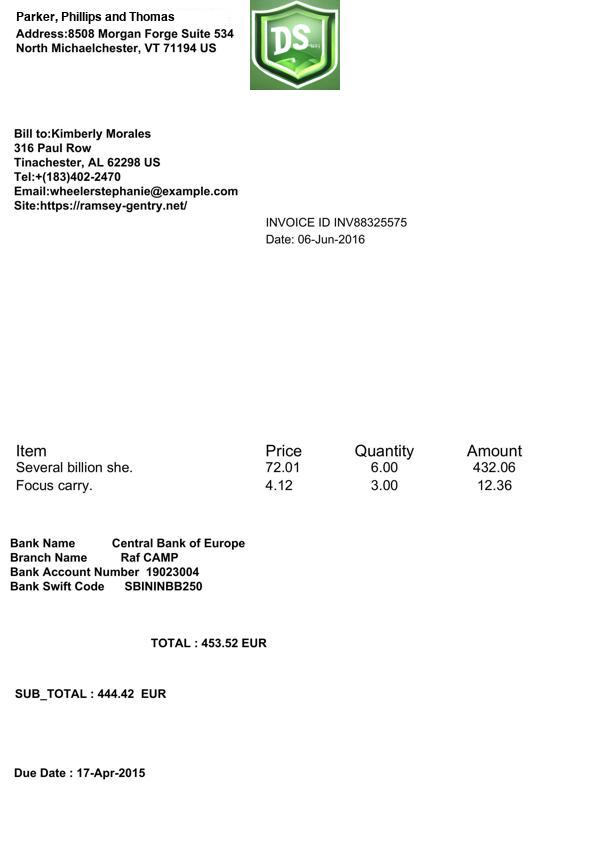 Parker, Phillips and Thomas
Address:8508 Morgan Forge Suite 534
North Michaelchester, VT 71194 US
DS
Bill to:Kimberly Morales
316 Paul Row
Tinachester, AL 62298 US
Tel:+(183)402-2470
Email:wheelerstephanie@example.com
Site:https://ramsey-gentry.net/
INVOICE ID INV88325575
Date: 06-Jun-2016
Item Price Quantity Amount
Several billion she. 72.01 6.00 432.06
Focus carry. 4.12 3.00 12.36
Bank Name Central Bank of Europe
Branch Name Raf CAMP
Bank Account Number 19023004
Bank Swift Code SBININBB250
TOTAL : 453.52 EUR
SUB_TOTAL : 444.42 EUR
Due Date : 17-Apr-2015